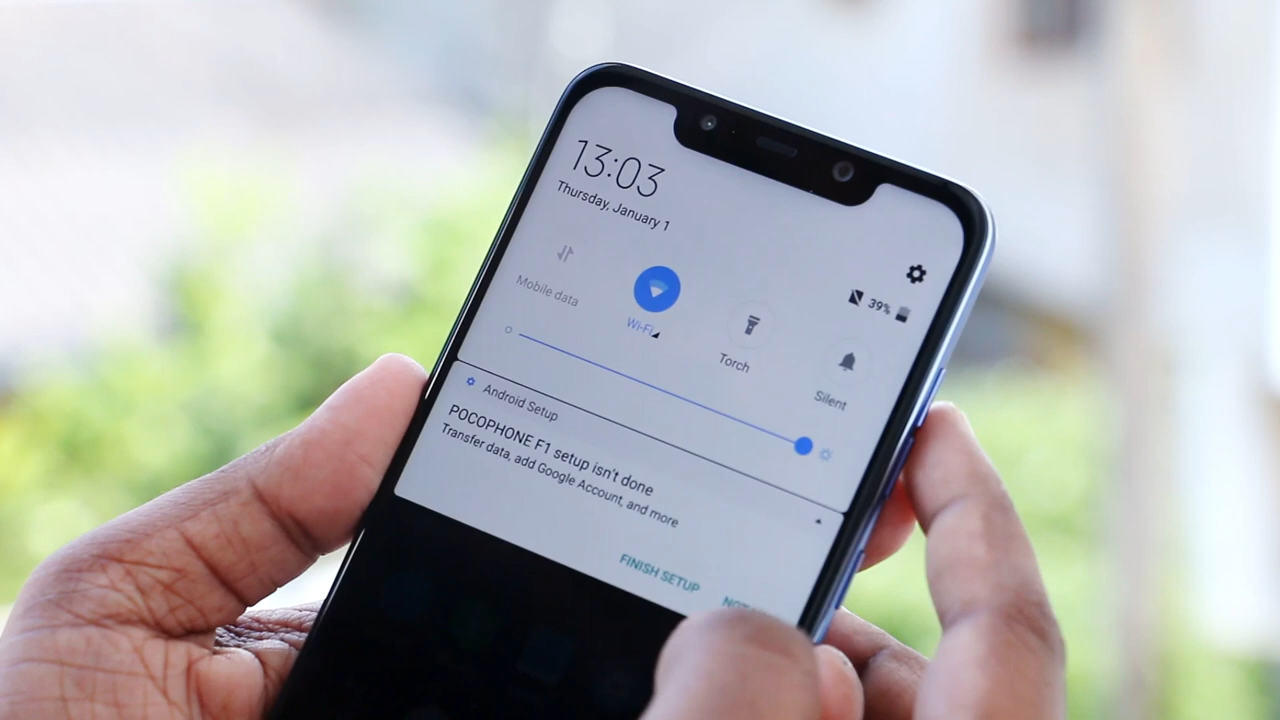 13:03
Thursday, January 1
39%
Mobile data
Wi-Fi
Torch
Silent
Android Setup
POCOPHONE F1 setup isn't done
Transfer data, add Google Account, and more
FINISH SETUP